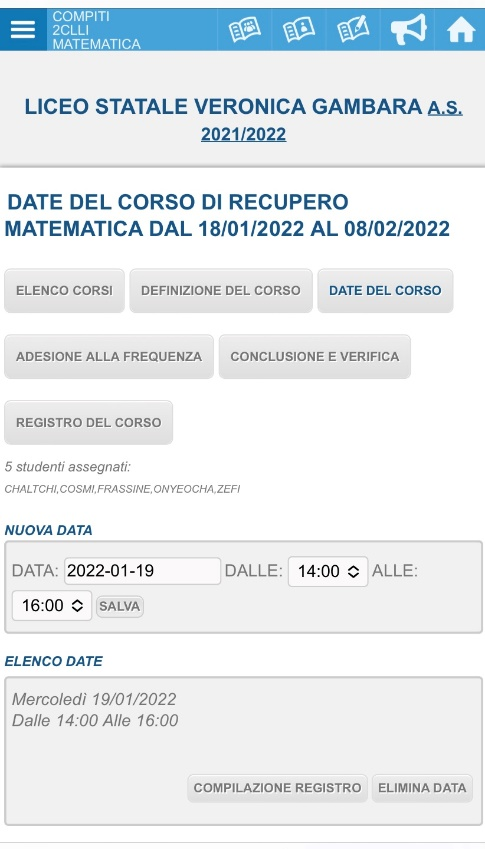 COMPITI
2CLLI
MATEMATICA
LICEO STATALE VERONICA GAMBARA A.S.
2021/2022
DATE DEL CORSO DI RECUPERO
MATEMATICA DAL 18/01/2022 AL 08/02/2022
ELENCO CORSI DEFINIZIONE DEL CORSO DATE DEL CORSO
ADESIONE ALLA FREQUENZA CONCLUSIONE E VERIFICA
REGISTRO DEL CORSO
5 studenti assegnati:
CHALTCHI,COSMI,FRASSINE,ONYEOCHA,ZEFI
NUOVA DATA
DATA: 2022-01-19 DALLE: 14:00 ALLE:
16:00 SALVA
ELENCO DATE
Mercoledì 19/01/2022
Dalle 14:00 Alle 16:00
COMPILAZIONE REGISTRO ELIMINA DATA